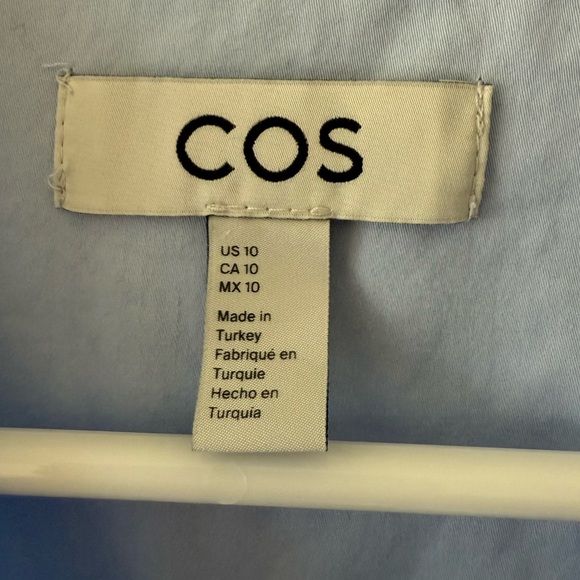 COS
US 10
CA 10
MX 10
Made in
Turkey
Fabriqué en
Turquie
Hecho en
Turquía